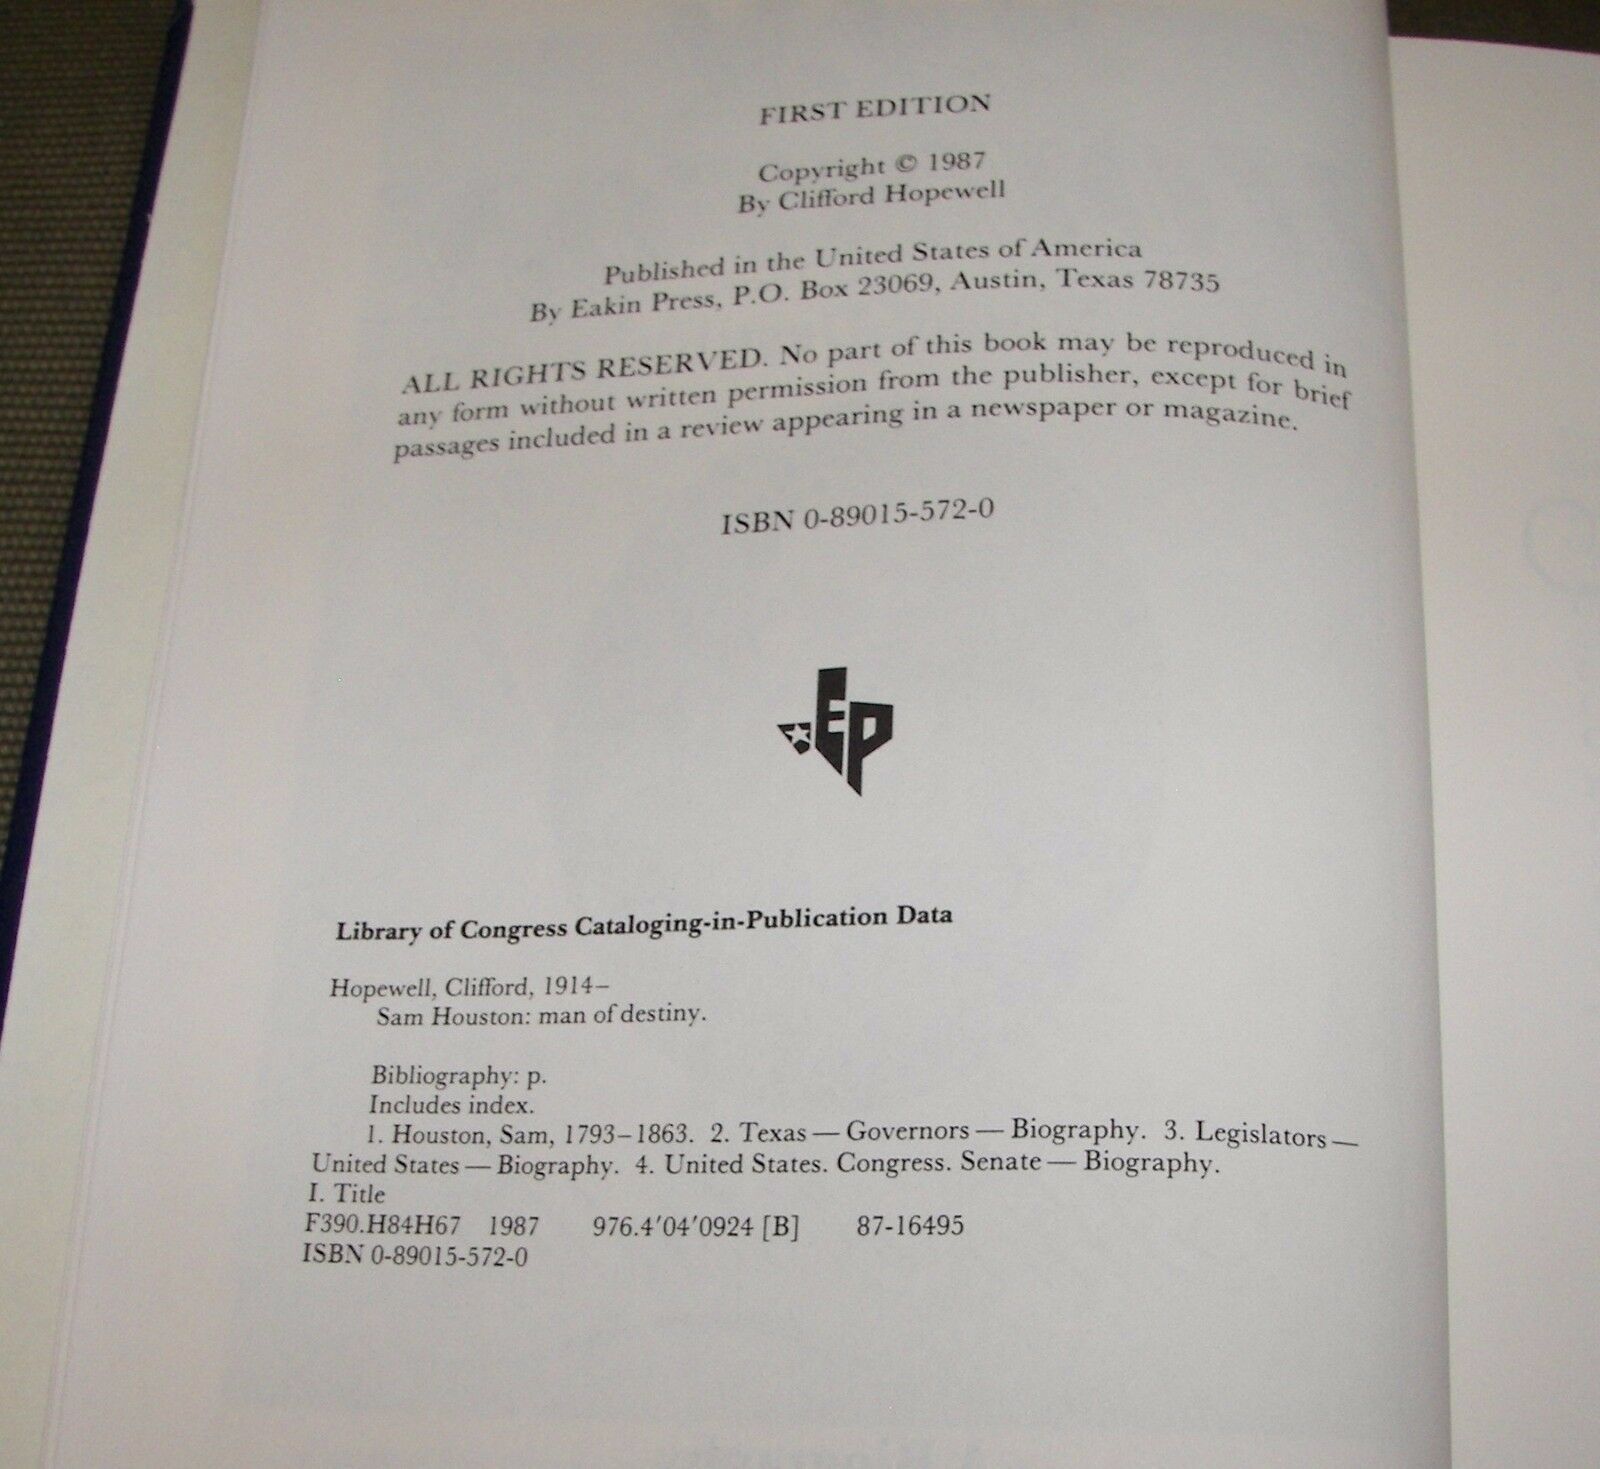 FIRST EDITION
Copyright © 1987
By Clifford Hopewell
Published in the United States of America
By Eakin Press, P.O. Box 23069, Austin, Texas 78735
ALL RIGHTS RESERVED. No part of this book may be reproduced in
any form without written permission from the publisher, except for brief
passages included in a review appearing in a newspaper or magazine.
ISBN 0-89015-572-0
EP
Library of Congress Cataloging-in-Publication Data
Hopewell, Clifford, 1914–
Sam Houston: man of destiny.
Bibliography: p.
Includes index.
1. Houston, Sam, 1793–1863. 2. Texas — Governors — Biography. 3. Legislators —
United States — Biography. 4. United States. Congress. Senate — Biography.
I. Title
F390.H84H67 1987 976.4′04′0924 [B] 87-16495
ISBN 0-89015-572-0